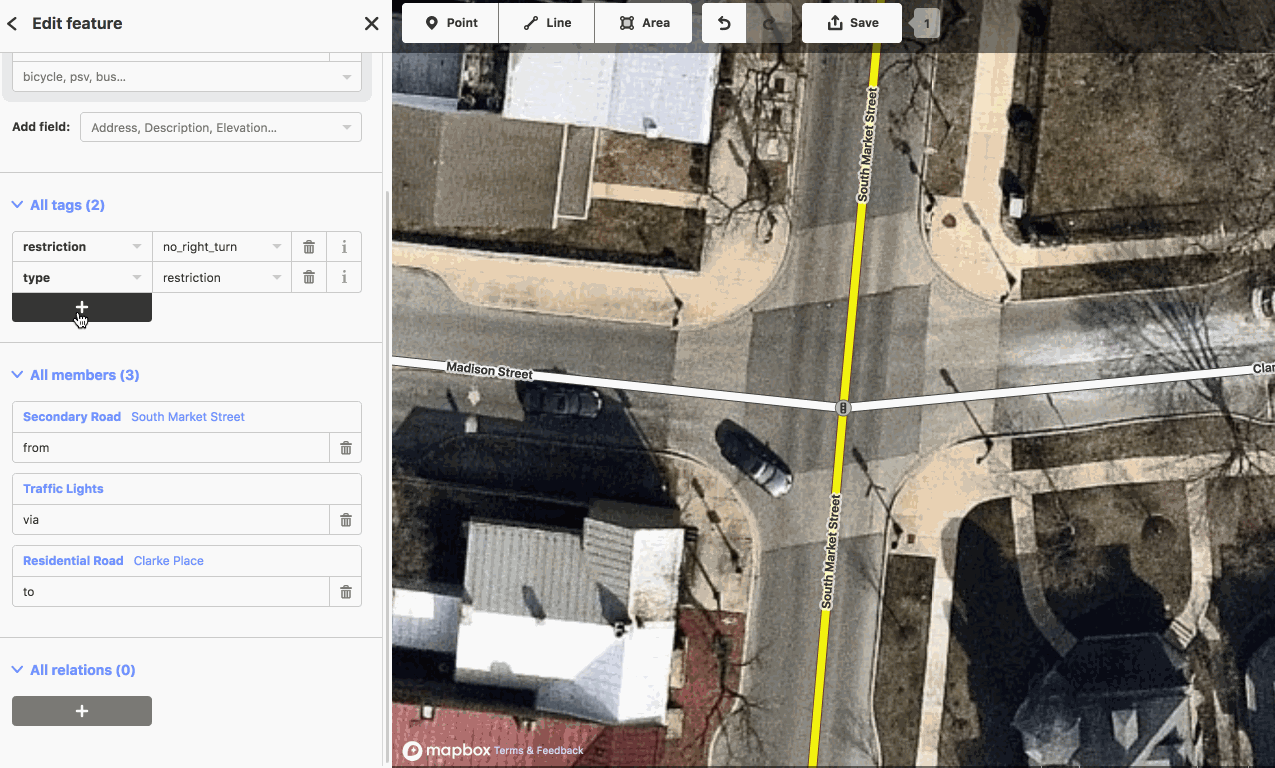 Edit feature
Point
Line
Area
Save
1
bicycle, psv, bus...
Add field:
Address, Description, Elevation...
All tags (2)
restriction
no_right_turn
i
type
restriction
i
+
All members (3)
Secondary Road South Market Street
from
Traffic Lights
via
Residential Road Clarke Place
to
All relations (0)
+
South Market Street
Madison Street
Clar
South Market Street
mapbox Terms & Feedback